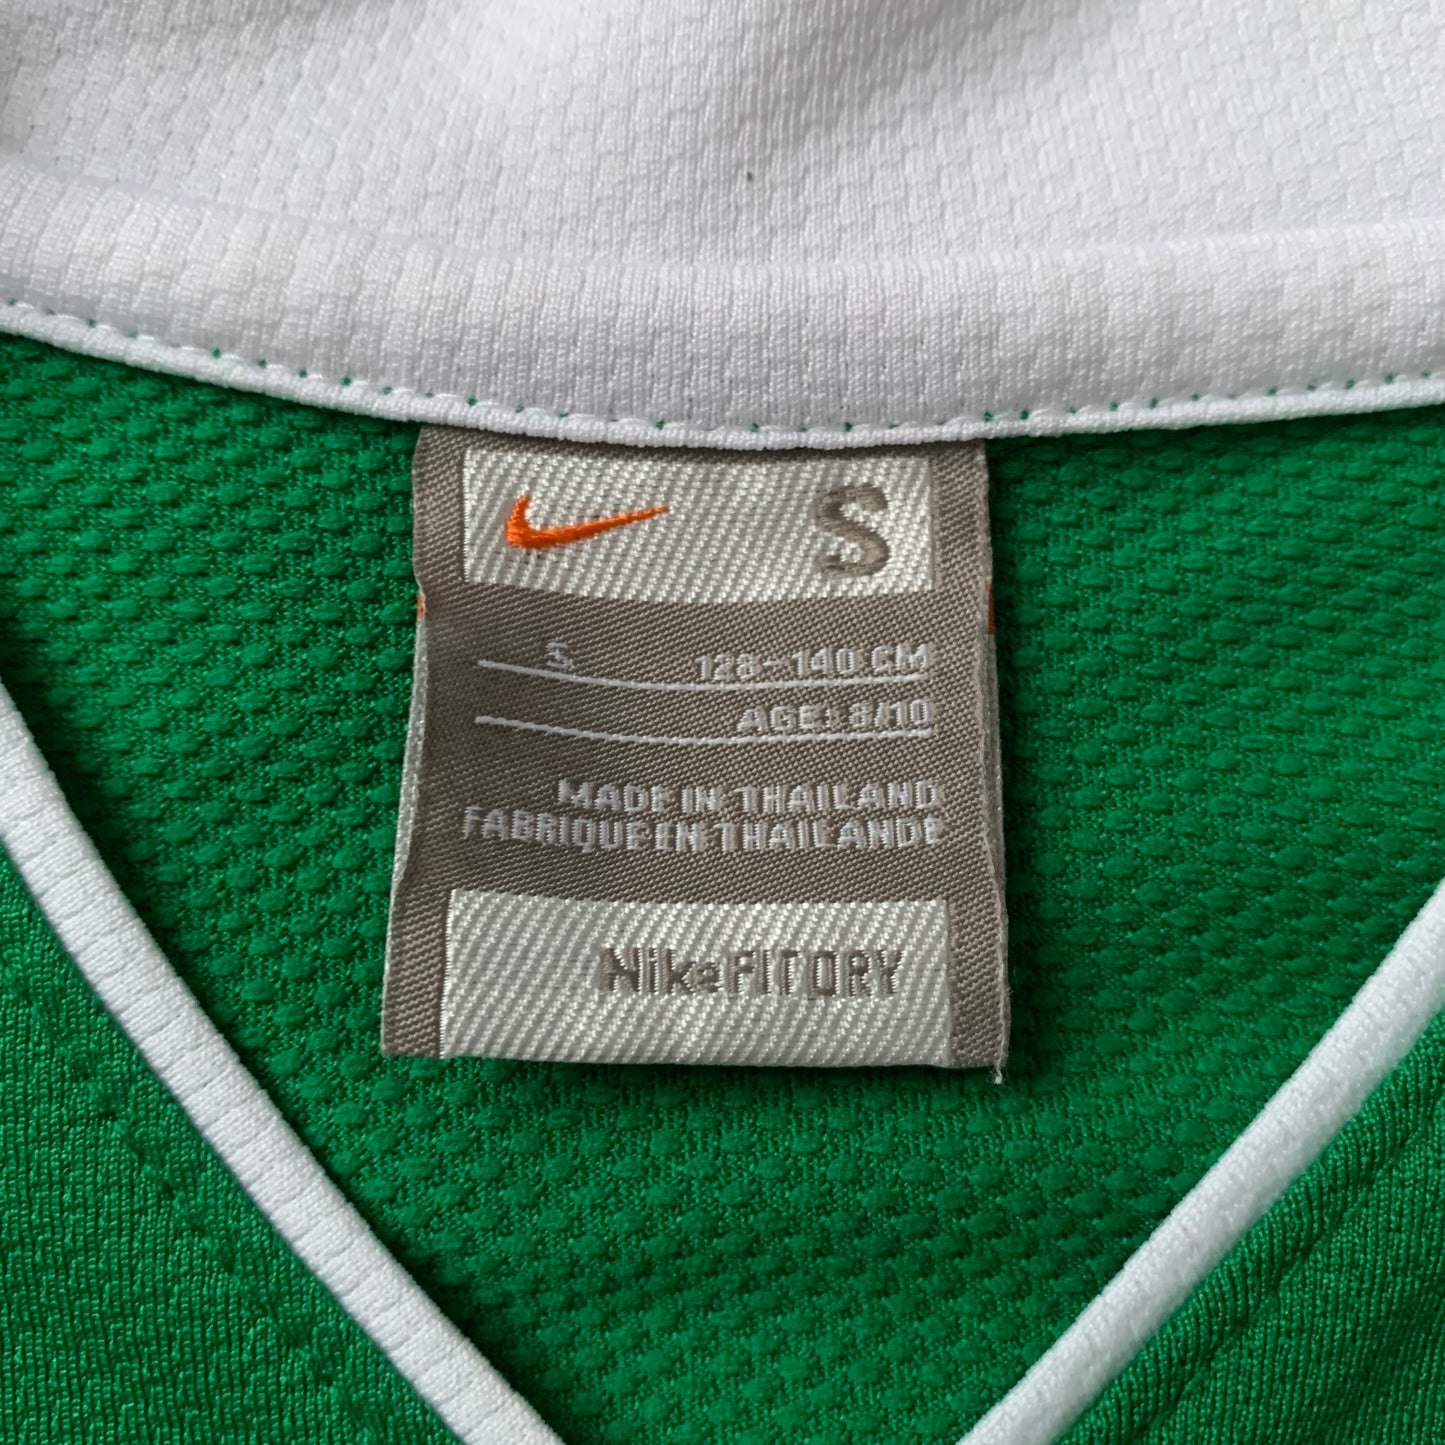 S
S 128-140 CM
AGE: 8/10
MADE IN THAILAND
FABRIQUE EN THAILANDE
NikeFITDRY